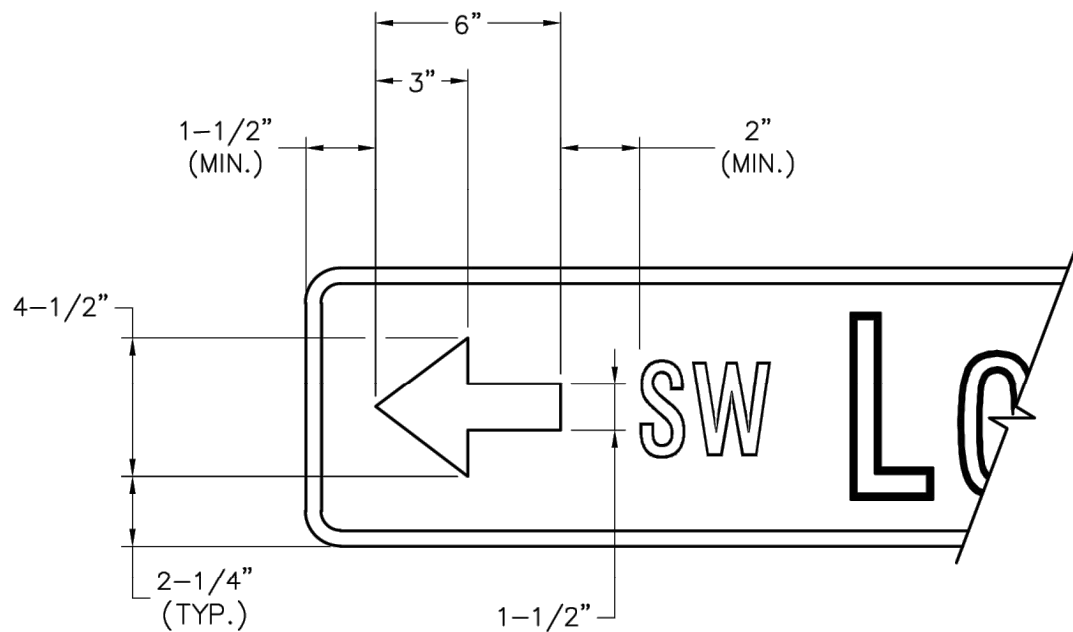 6”
3”
1–1/2”
(MIN.)
2”
(MIN.)
4–1/2”
SW L
2–1/4”
(TYP.)
1–1/2”